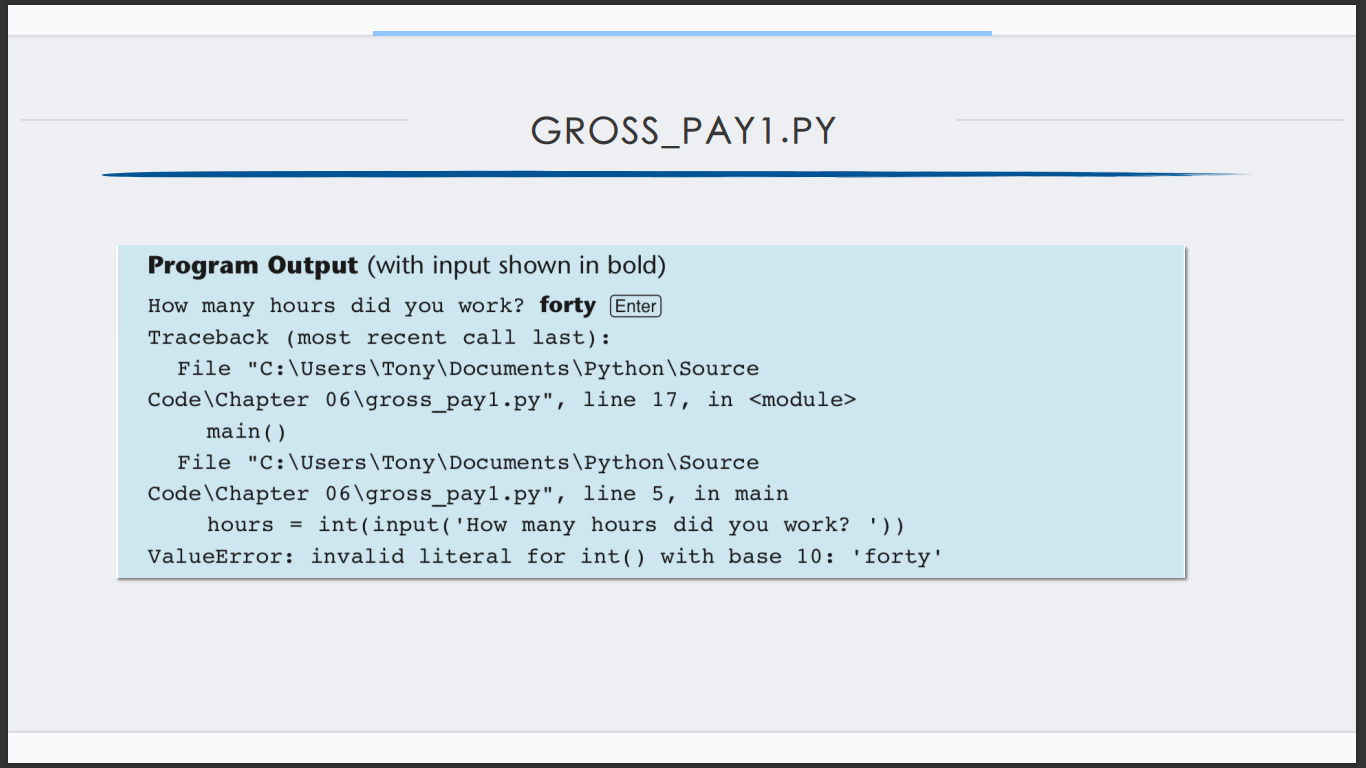 GROSS_PAY1.PY
Program Output (with input shown in bold)
How many hours did you work? forty Enter
Traceback (most recent call last):
File "C:\Users\Tony\Documents\Python\Source
Code\Chapter 06\gross_pay1.py", line 17, in <module>
main()
File "C:\Users\Tony\Documents\Python\Source
Code\Chapter 06\gross_pay1.py", line 5, in main
hours = int(input('How many hours did you work? '))
ValueError: invalid literal for int() with base 10: 'forty'